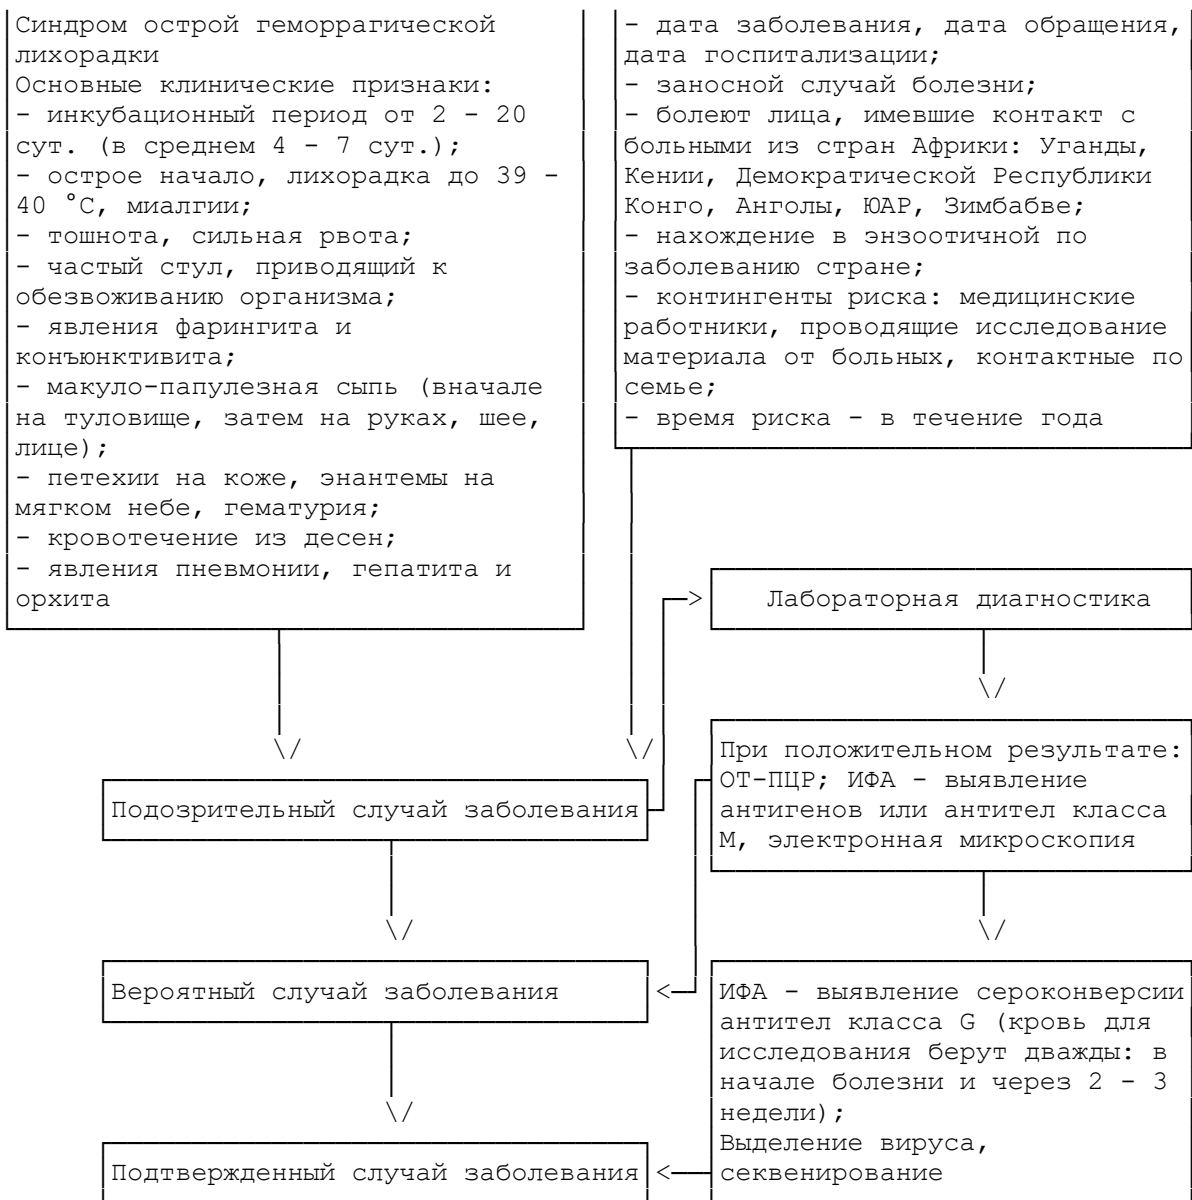 Синдром острой геморрагической
лихорадки
Основные клинические признаки:
- инкубационный период от 2 - 20
сут. (в среднем 4 - 7 сут.);
- острое начало, лихорадка до 39 -
40 °C, миалгии;
- тошнота, сильная рвота;
- частый стул, приводящий к
обезвоживанию организма;
- явления фарингита и
конъюнктивита;
- макуло-папулезная сыпь (вначале
на туловище, затем на руках, шее,
лице);
- петехии на коже, энантемы на
мягком небе, гематурия;
- кровотечение из десен;
- явления пневмонии, гепатита и
орхита
- дата заболевания, дата обращения,
дата госпитализации;
- заносной случай болезни;
- болеют лица, имевшие контакт с
больными из стран Африки: Уганды,
Кении, Демократической Республики
Конго, Анголы, ЮАР, Зимбабве;
- нахождение в энзоотичной по
заболеванию стране;
- контингенты риска: медицинские
работники, проводящие исследование
материала от больных, контактные по
семье;
- время риска - в течение года
Лабораторная диагностика
При положительном результате:
ОТ-ПЦР; ИФА - выявление
антигенов или антител класса
M, электронная микроскопия
Подозрительный случай заболевания
Вероятный случай заболевания
ИФА - выявление сероконверсии
антител класса G (кровь для
исследования берут дважды: в
начале болезни и через 2 - 3
недели);
Выделение вируса,
секвенирование
Подтвержденный случай заболевания